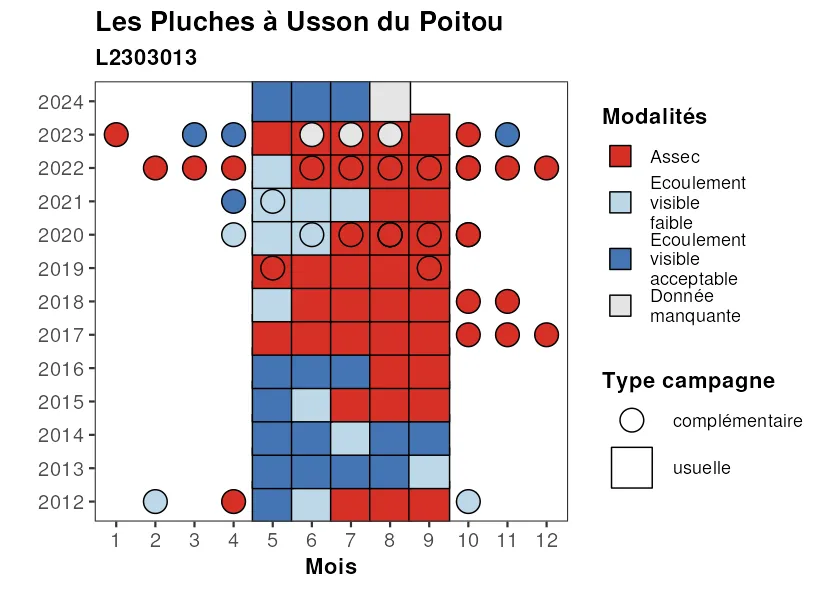 Les Pluches à Usson du Poitou
L2303013
2024
2023
2022
2021
2020
2019
2018
2017
2016
2015
2014
2013
2012
1 2 3 4 5 6 7 8 9 10 11 12
Mois
Modalités
Assec
Ecoulement
visible
faible
Ecoulement
visible
acceptable
Donnée
manquante
Type campagne
complémentaire
usuelle